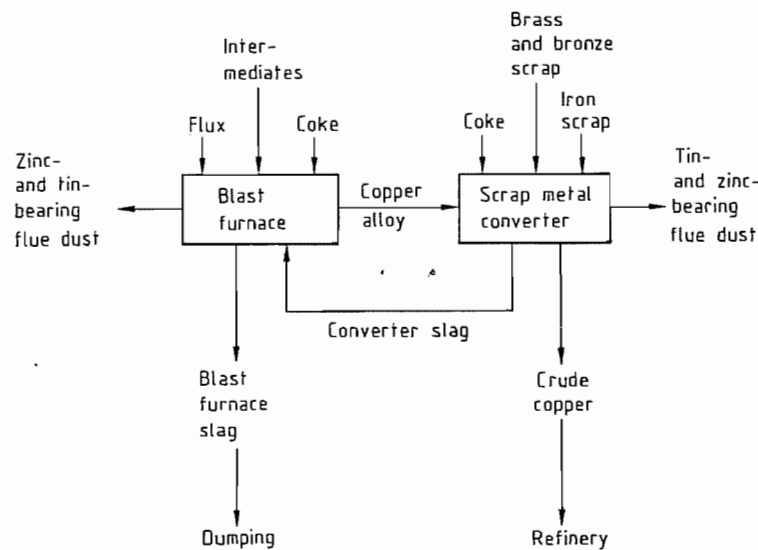 Inter-
mediates
Brass
and bronze
scrap
Flux
Coke
Coke
Iron
scrap
Zinc-
and tin-
bearing
flue dust
Blast
furnace
Copper
alloy
Scrap metal
converter
Tin-
and zinc-
bearing
flue dust
Converter slag
Blast
furnace
slag
Crude
copper
Dumping
Refinery